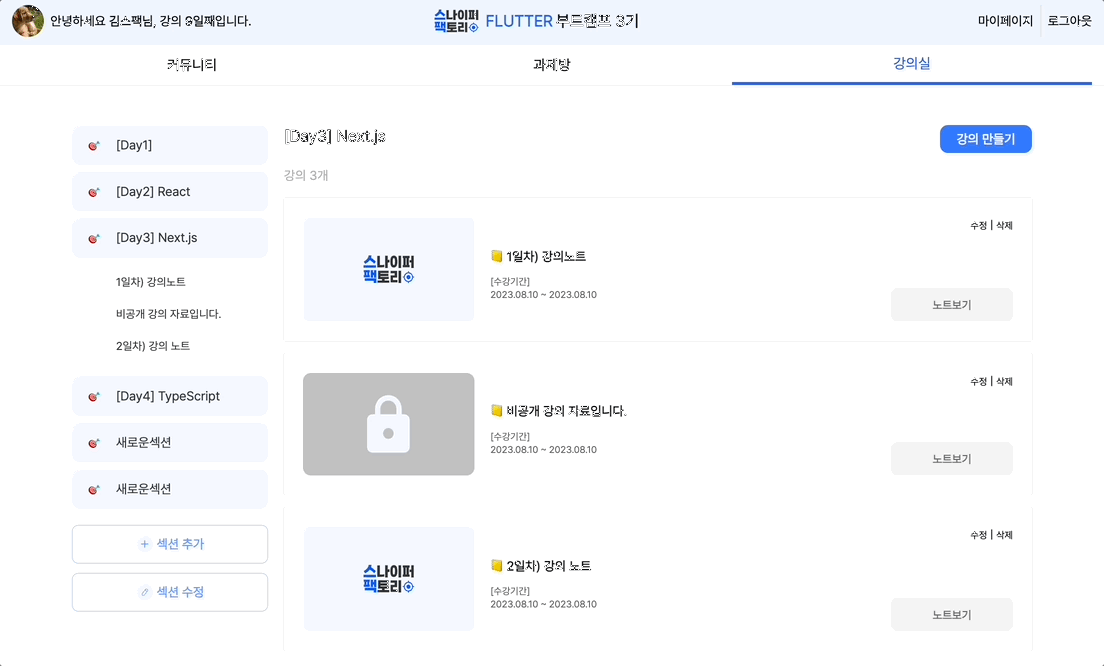 안녕하세요 김스팩님, 강의 9일째입니다.
스나이퍼
팩토리
FLUTTER 부트캠프 3기
마이페이지
로그아웃
커뮤니티
과제방
강의실
[Day1]
[Day2] React
[Day3] Next.js
1일차) 강의노트
비공개 강의 자료입니다.
2일차) 강의 노트
[Day4] TypeScript
새로운섹션
새로운섹션
+ 섹션 추가
섹션 수정
[Day3] Next.js
강의 만들기
강의 3개
수정 | 삭제
스나이퍼
팩토리
1일차) 강의노트
[수강기간]
2023.08.10 ~ 2023.08.10
노트보기
수정 | 삭제
비공개 강의 자료입니다.
[수강기간]
2023.08.10 ~ 2023.08.10
노트보기
수정 | 삭제
스나이퍼
팩토리
2일차) 강의 노트
[수강기간]
2023.08.10 ~ 2023.08.10
노트보기